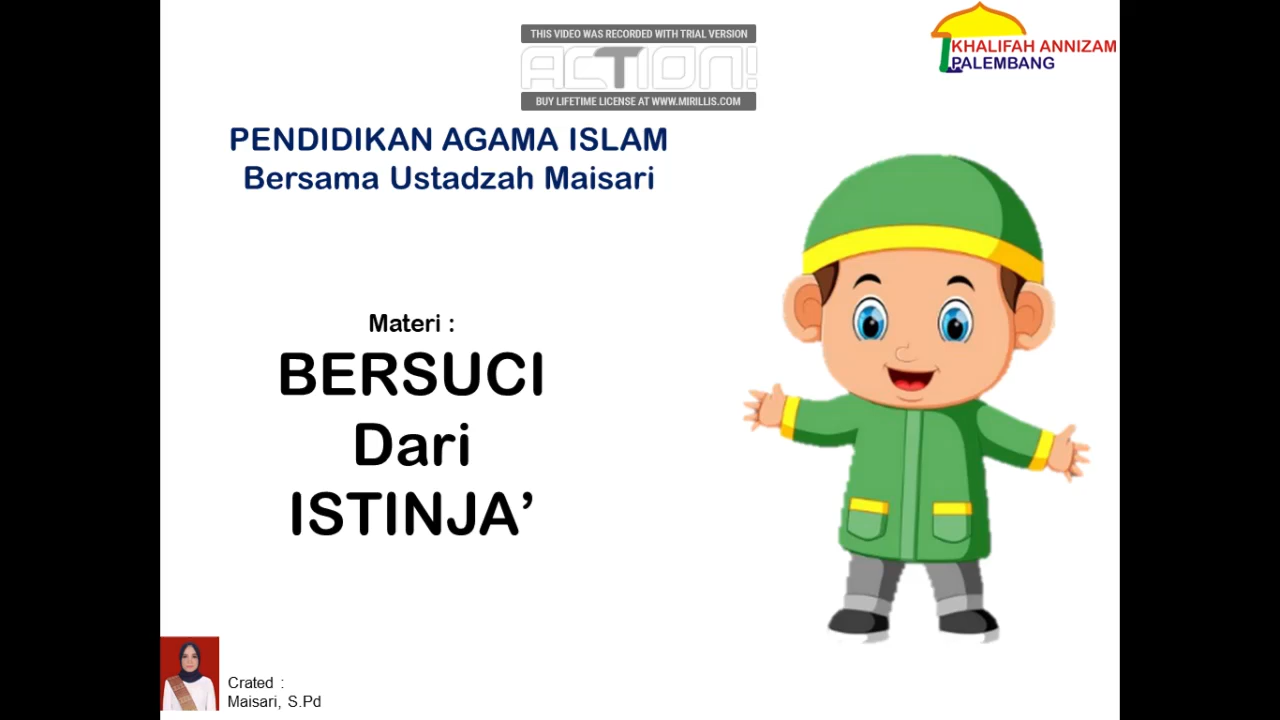 THIS VIDEO WAS RECORDED WITH TRIAL VERSION
ACTION!
BUY LIFETIME LICENSE AT WWW.MIRILLIS.COM
KHALIFAH ANNIZAM
PALEMBANG
PENDIDIKAN AGAMA ISLAM
Bersama Ustadzah Maisari
Materi :
BERSUCI
Dari
ISTINJA’
Crated :
Maisari, S.Pd